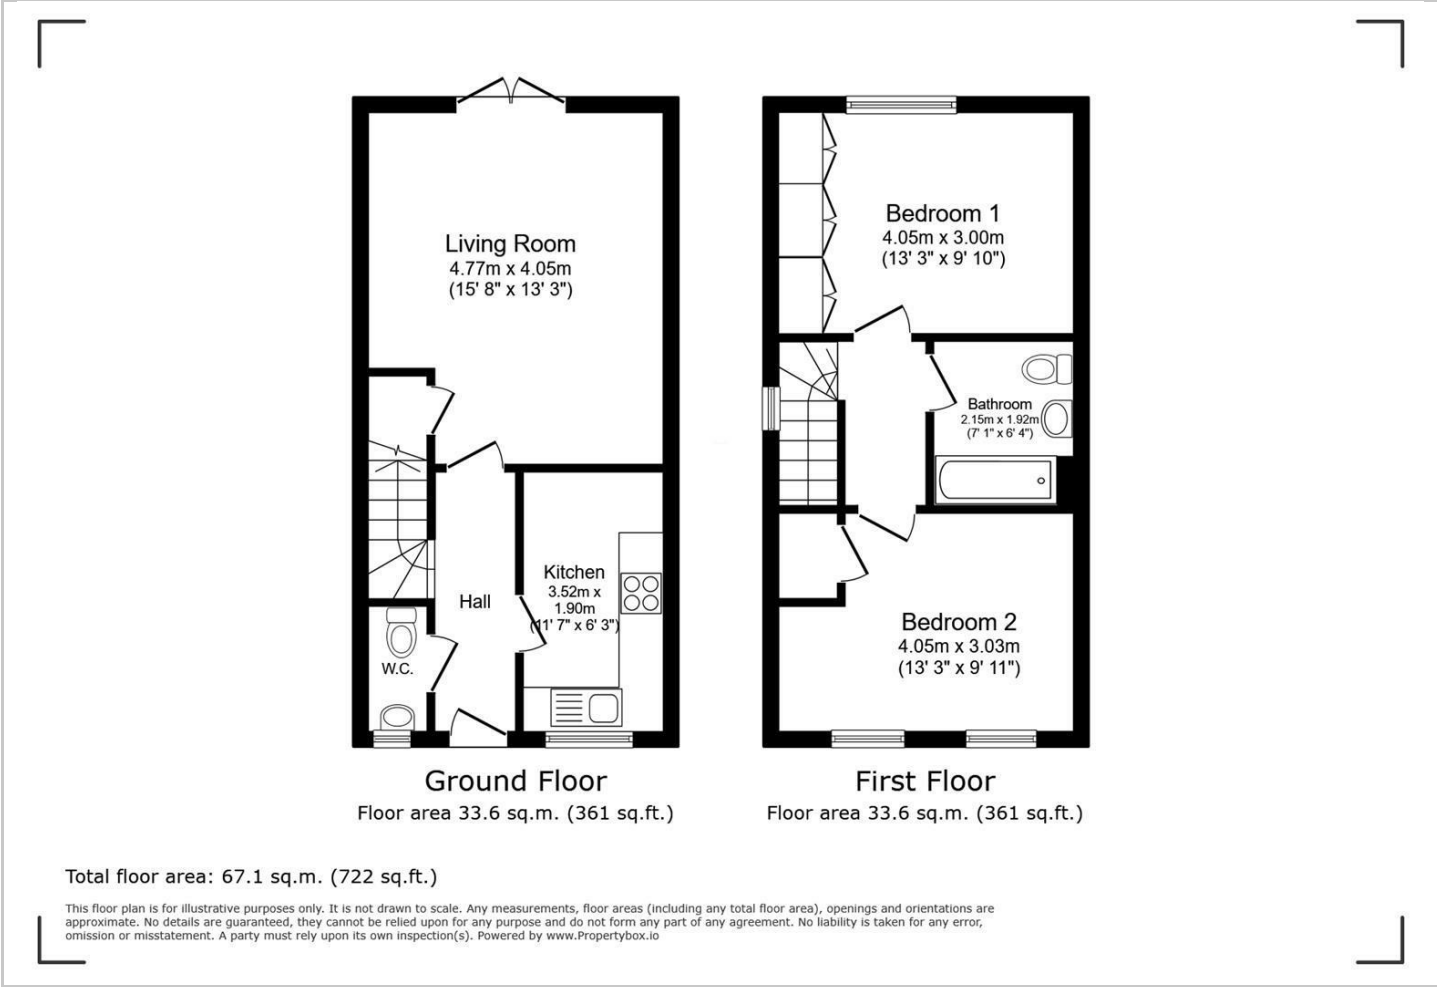 Living Room
4.77m x 4.05m
(15' 8" x 13' 3")
Kitchen
3.52m x
1.90m
(11' 7" x 6' 3")
Hall
W.C.
Ground Floor
Floor area 33.6 sq.m. (361 sq.ft.)
Bedroom 1
4.05m x 3.00m
(13' 3" x 9' 10")
Bathroom
2.15m x 1.92m
(7' 1" x 6' 4")
Bedroom 2
4.05m x 3.03m
(13' 3" x 9' 11")
First Floor
Floor area 33.6 sq.m. (361 sq.ft.)
Total floor area: 67.1 sq.m. (722 sq.ft.)
This floor plan is for illustrative purposes only. It is not drawn to scale. Any measurements, floor areas (including any total floor area), openings and orientations are
approximate. No details are guaranteed, they cannot be relied upon for any purpose and do not form any part of any agreement. No liability is taken for any error,
omission or misstatement. A party must rely upon its own inspection(s). Powered by www.Propertybox.io